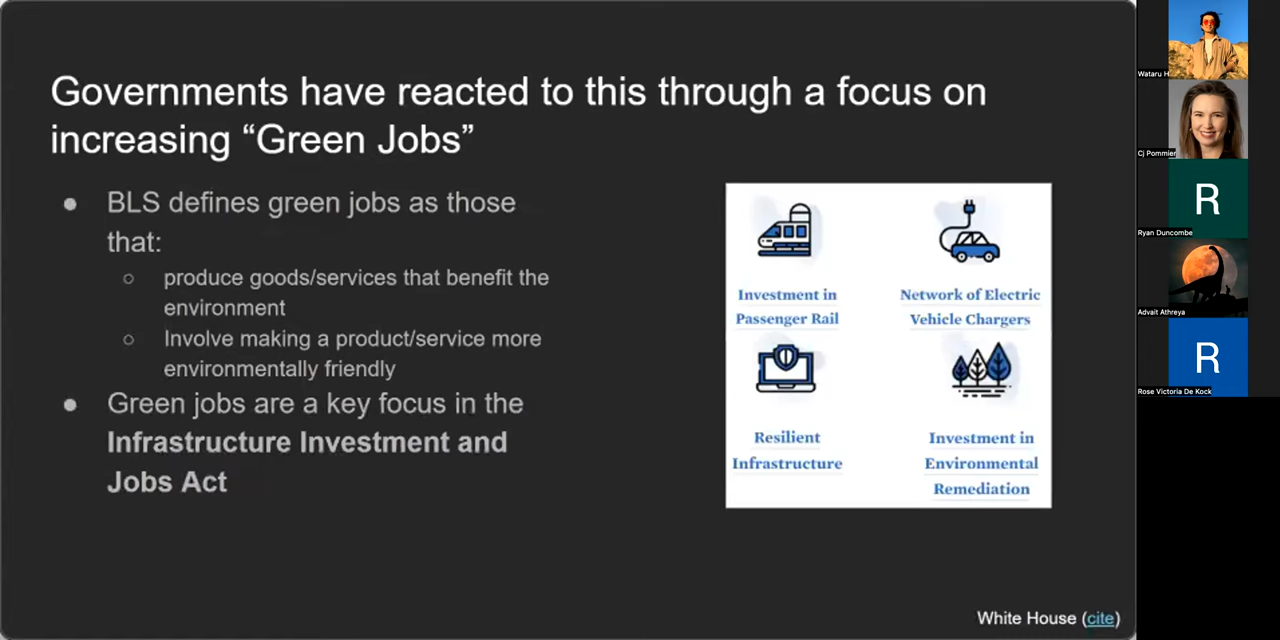 Governments have reacted to this through a focus on
increasing “Green Jobs”
● BLS defines green jobs as those
that:
○ produce goods/services that benefit the
environment
○ Involve making a product/service more
environmentally friendly
● Green jobs are a key focus in the
Infrastructure Investment and
Jobs Act
Investment in
Passenger Rail
Network of Electric
Vehicle Chargers
Resilient
Infrastructure
Investment in
Environmental
Remediation
White House (cite)
Wataru H
Cj Pommier
R
Ryan Duncombe
Advait Athreya
R
Rose Victoria De Kock